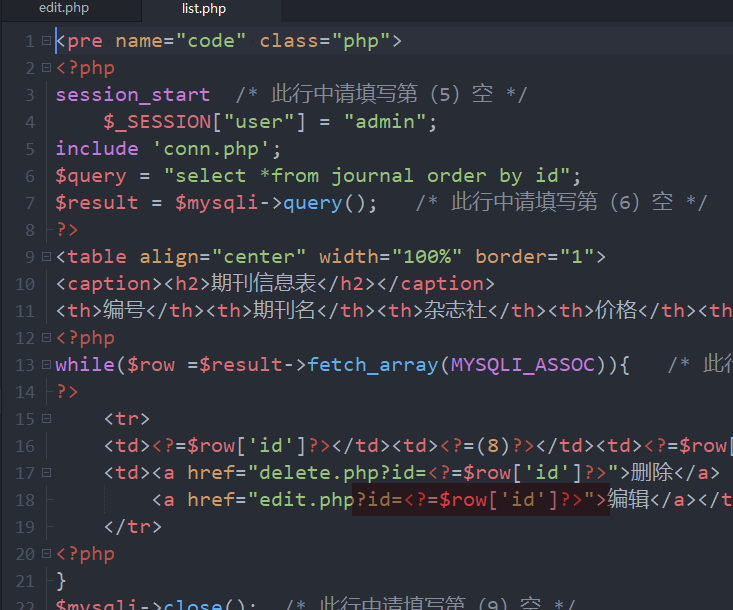 edit.php list.php
1 <pre name="code" class="php">
2 <?php
3 session_start /* 此行中请填写第（5）空 */
4 $_SESSION["user"] = "admin";
5 include 'conn.php';
6 $query = "select *from journal order by id";
7 $result = $mysqli->query(); /* 此行中请填写第（6）空 */
8 ?>
9 <table align="center" width="100%" border="1">
10 <caption><h2>期刊信息表</h2></caption>
11 <th>编号</th><th>期刊名</th><th>杂志社</th><th>价格</th><th
12 <?php
13 while($row =$result->fetch_array(MYSQLI_ASSOC)){ /* 此行
14 ?>
15 <tr>
16 <td><?=$row['id']?></td><td><?=(8)?></td><td><?=$row[
17 <td><a href="delete.php?id=<?=$row['id']?>">删除</a>
18 <a href="edit.php?id=<?=$row['id']?>">编辑</a></t
19 </tr>
20 <?php
21 }
22 $mysqli->close(); /* 此行中请填写第（9）空 */